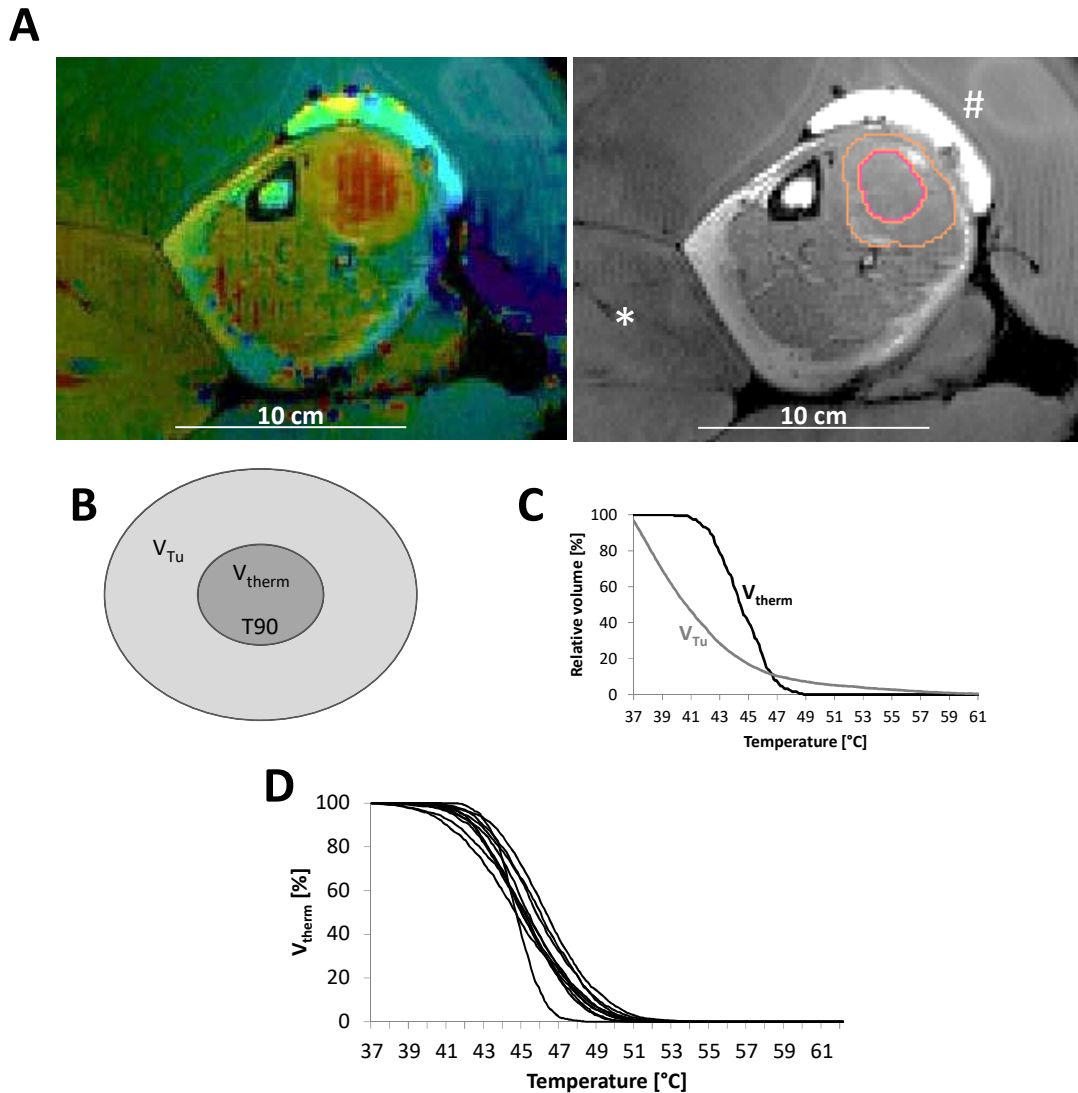 A
#
*
10 cm
10 cm
B
V_Tu
V_therm
T90
C
Relative volume [%]
100
80
60
40
20
0
V_therm
V_Tu
37 39 41 43 45 47 49 51 53 55 57 59 61
Temperature [°C]
D
V_therm [%]
100
80
60
40
20
0
37 39 41 43 45 47 49 51 53 55 57 59 61
Temperature [°C]